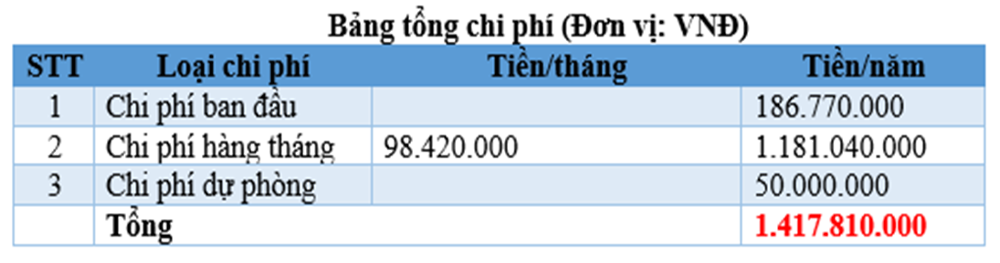 Bảng tổng chi phí (Đơn vị: VNĐ)
STT Loại chi phí Tiền/tháng Tiền/năm
1 Chi phí ban đầu 186.770.000
2 Chi phí hàng tháng 98.420.000 1.181.040.000
3 Chi phí dự phòng 50.000.000
Tổng 1.417.810.000